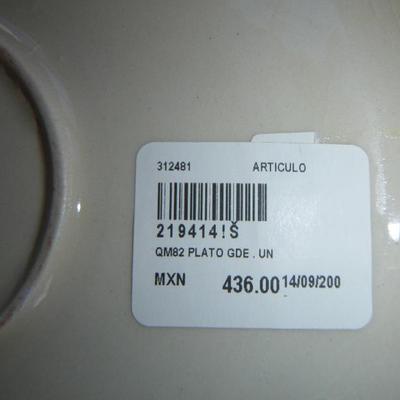 312481 ARTICULO
219414!Š
QM82 PLATO GDE . UN
MXN 436.00 14/09/200